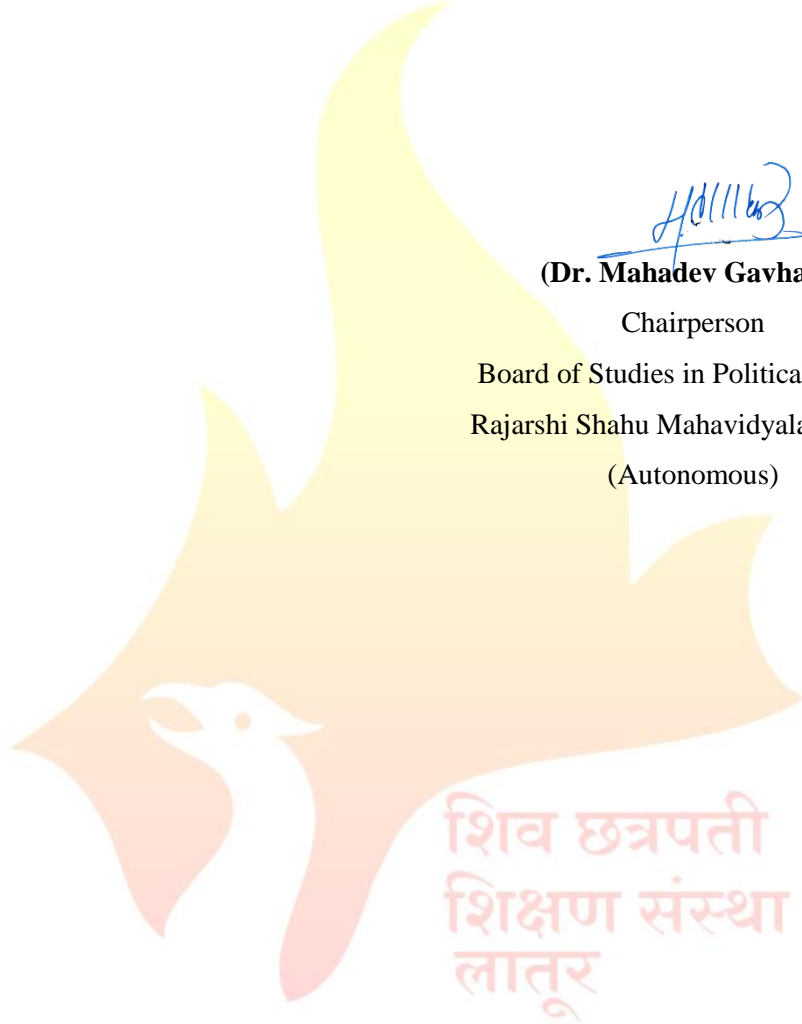 (Dr. Mahadev Gavha
Chairperson
Board of Studies in Politica
Rajarshi Shahu Mahavidyala
(Autonomous)
शिव छत्रपती
शिक्षण संस्था
लातूर